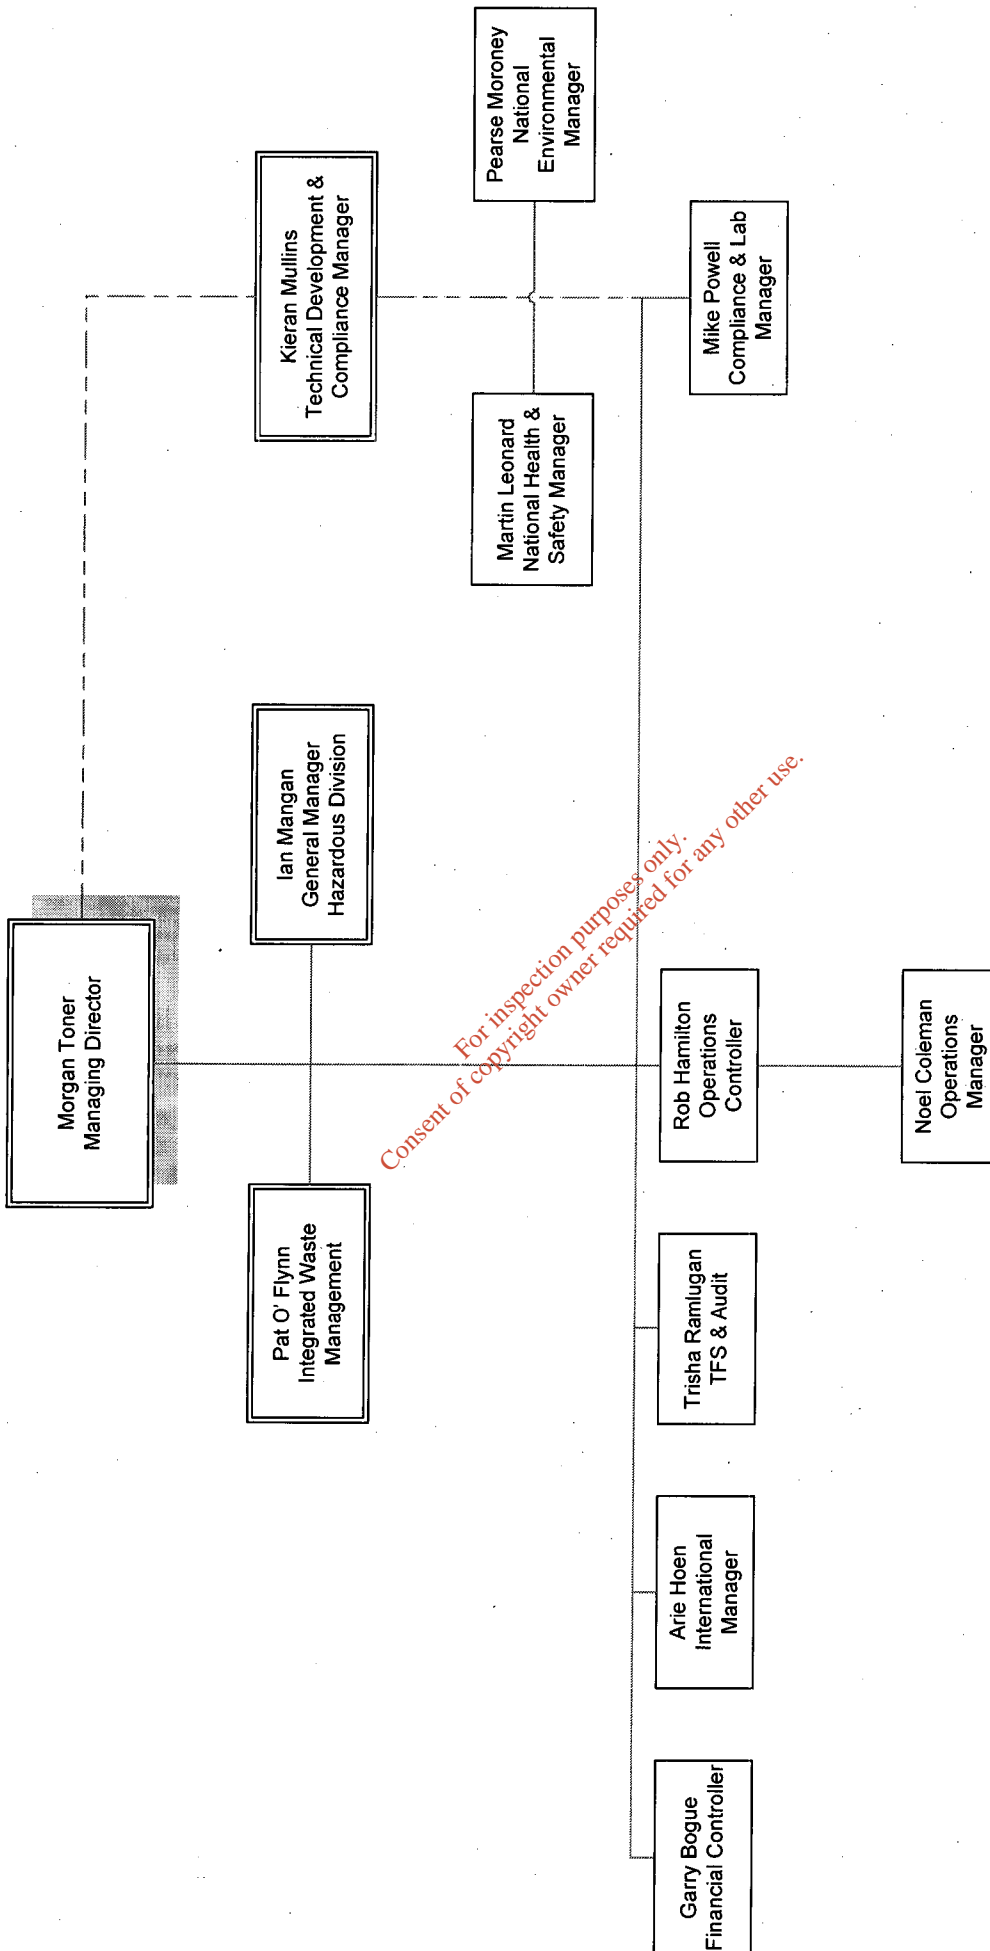 Morgan Toner
Managing Director
Pat O' Flynn
Integrated Waste
Management
Ian Mangan
General Manager
Hazardous Division
Kieran Mullins
Technical Development &
Compliance Manager
Martin Leonard
National Health &
Safety Manager
Pearse Moroney
National
Environmental
Manager
Garry Bogue
Financial Controller
Arie Hoen
International
Manager
Trisha Ramlugan
TFS & Audit
Rob Hamilton
Operations
Controller
Mike Powell
Compliance & Lab
Manager
Noel Coleman
Operations
Manager
For inspection purposes only.
Consent of copyright owner required for any other use.